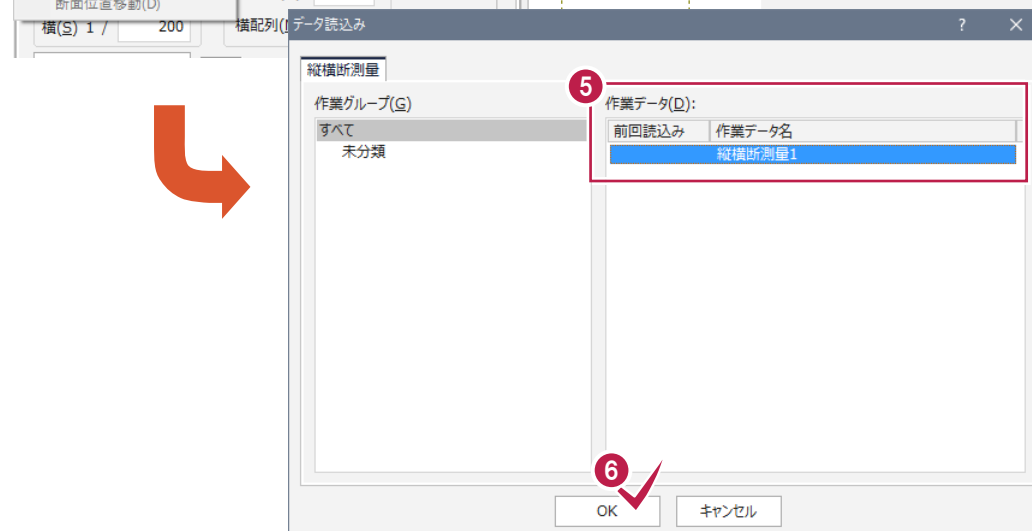 断面位置移動(D)
横(S) 1 / 200
横配列(
データ読込み ? ×
縦横断測量
5
作業グループ(G)
作業データ(D):
すべて
未分類
前回読込み 作業データ名
縦横断測量1
6
OK キャンセル